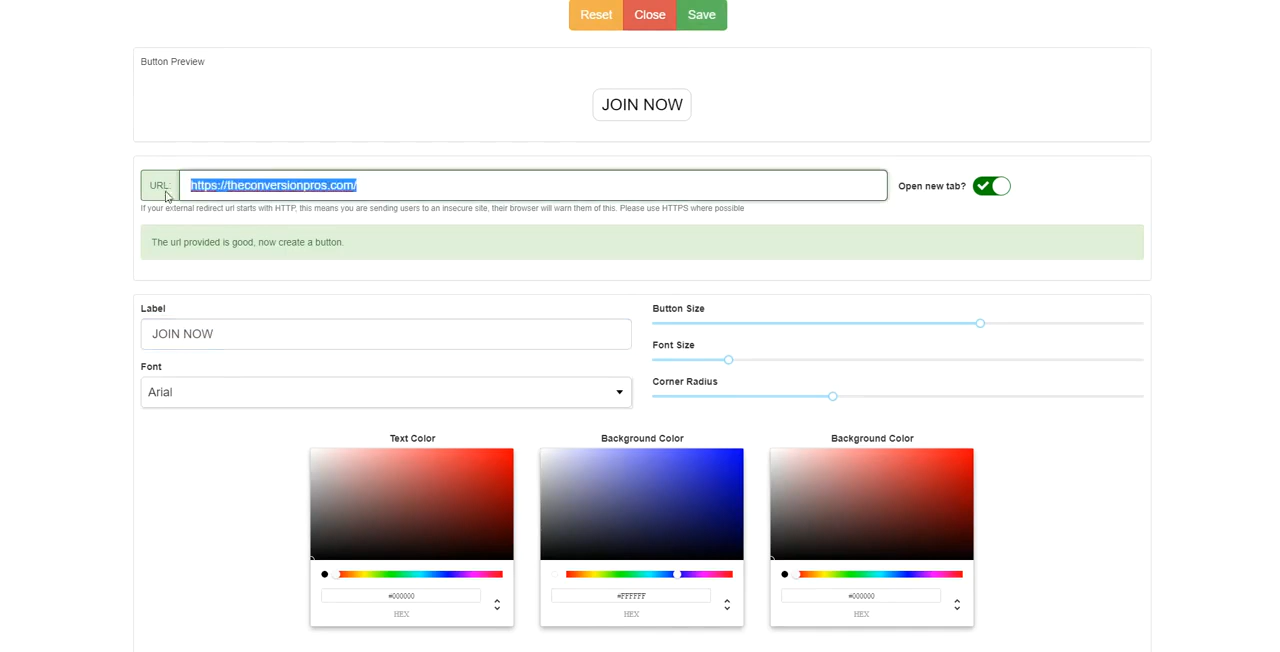 Reset Close Save
Button Preview
JOIN NOW
URL: https://theconversionpros.com/ Open new tab?
If your external redirect url starts with HTTP, this means you are sending users to an insecure site, their browser will warn them of this. Please use HTTPS where possible
The url provided is good, now create a button.
Label
JOIN NOW
Font
Arial
Button Size
Font Size
Corner Radius
Text Color Background Color Background Color
#000000 #FFFFFF #000000
HEX HEX HEX